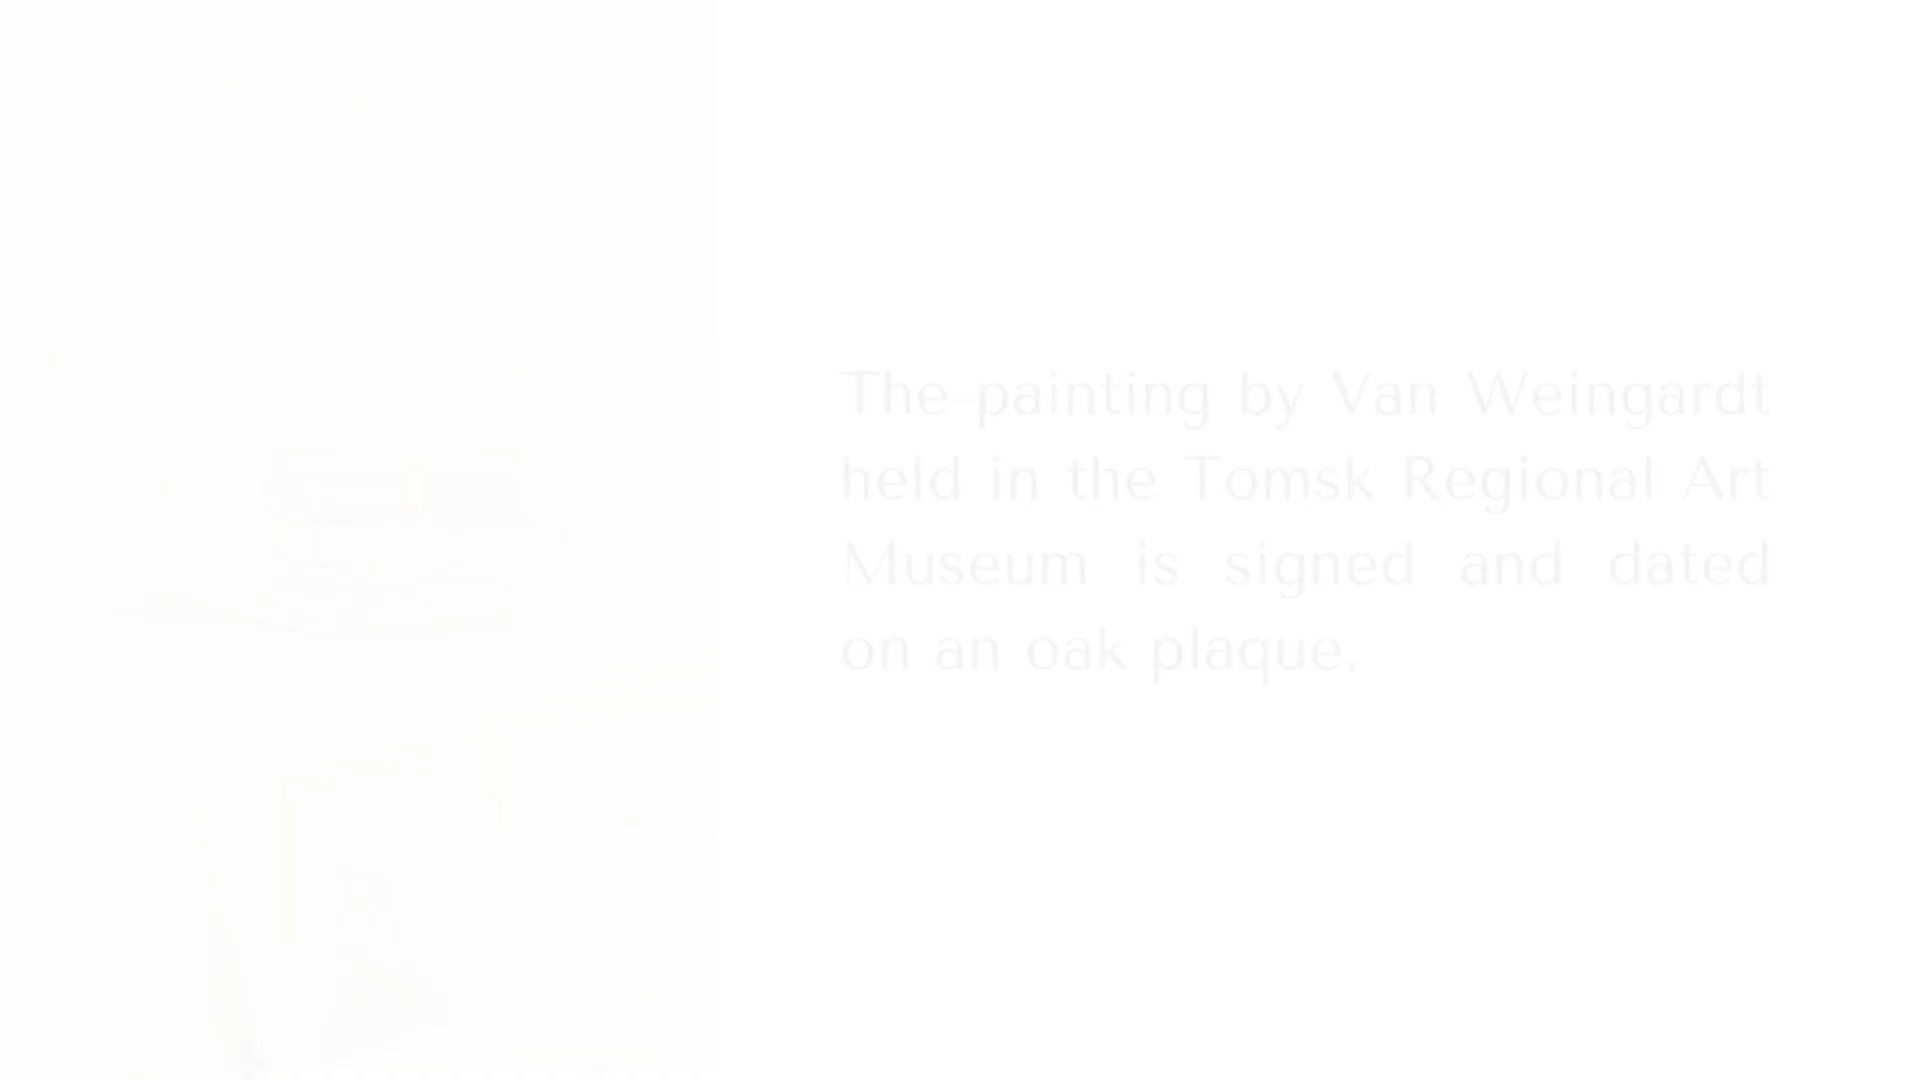 The painting by Van Weingardt
held in the Tomsk Regional Art
Museum is signed and dated
on an oak plaque.